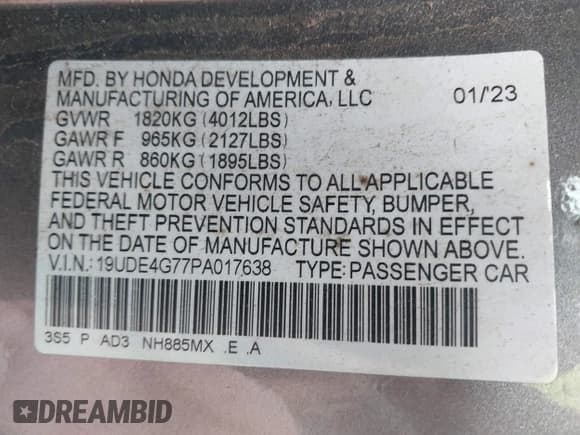 MFD. BY HONDA DEVELOPMENT &
MANUFACTURING OF AMERICA, LLC 01/'23
GVWR 1820KG (4012LBS)
GAWR F 965KG (2127LBS)
GAWR R 860KG (1895LBS)
THIS VEHICLE CONFORMS TO ALL APPLICABLE
FEDERAL MOTOR VEHICLE SAFETY, BUMPER,
AND THEFT PREVENTION STANDARDS IN EFFECT
ON THE DATE OF MANUFACTURE SHOWN ABOVE.
V.I.N.: 19UDE4G77PA017638 TYPE: PASSENGER CAR
3S5 P AD3 NH885MX .E .A
DREAMBID